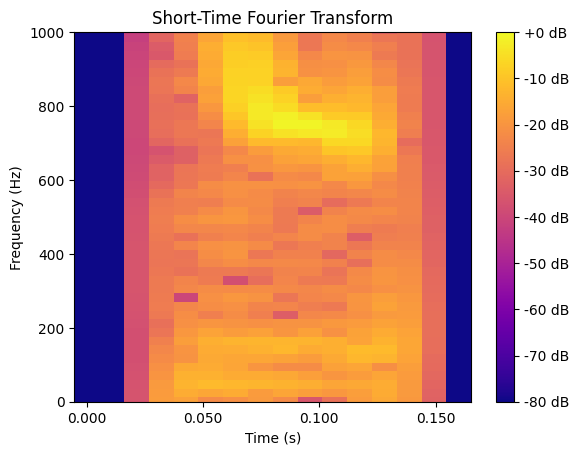 Short-Time Fourier Transform
1000
800
600
400
200
0
Frequency (Hz)
0.000
0.050
0.100
0.150
Time (s)
+0 dB
-10 dB
-20 dB
-30 dB
-40 dB
-50 dB
-60 dB
-70 dB
-80 dB